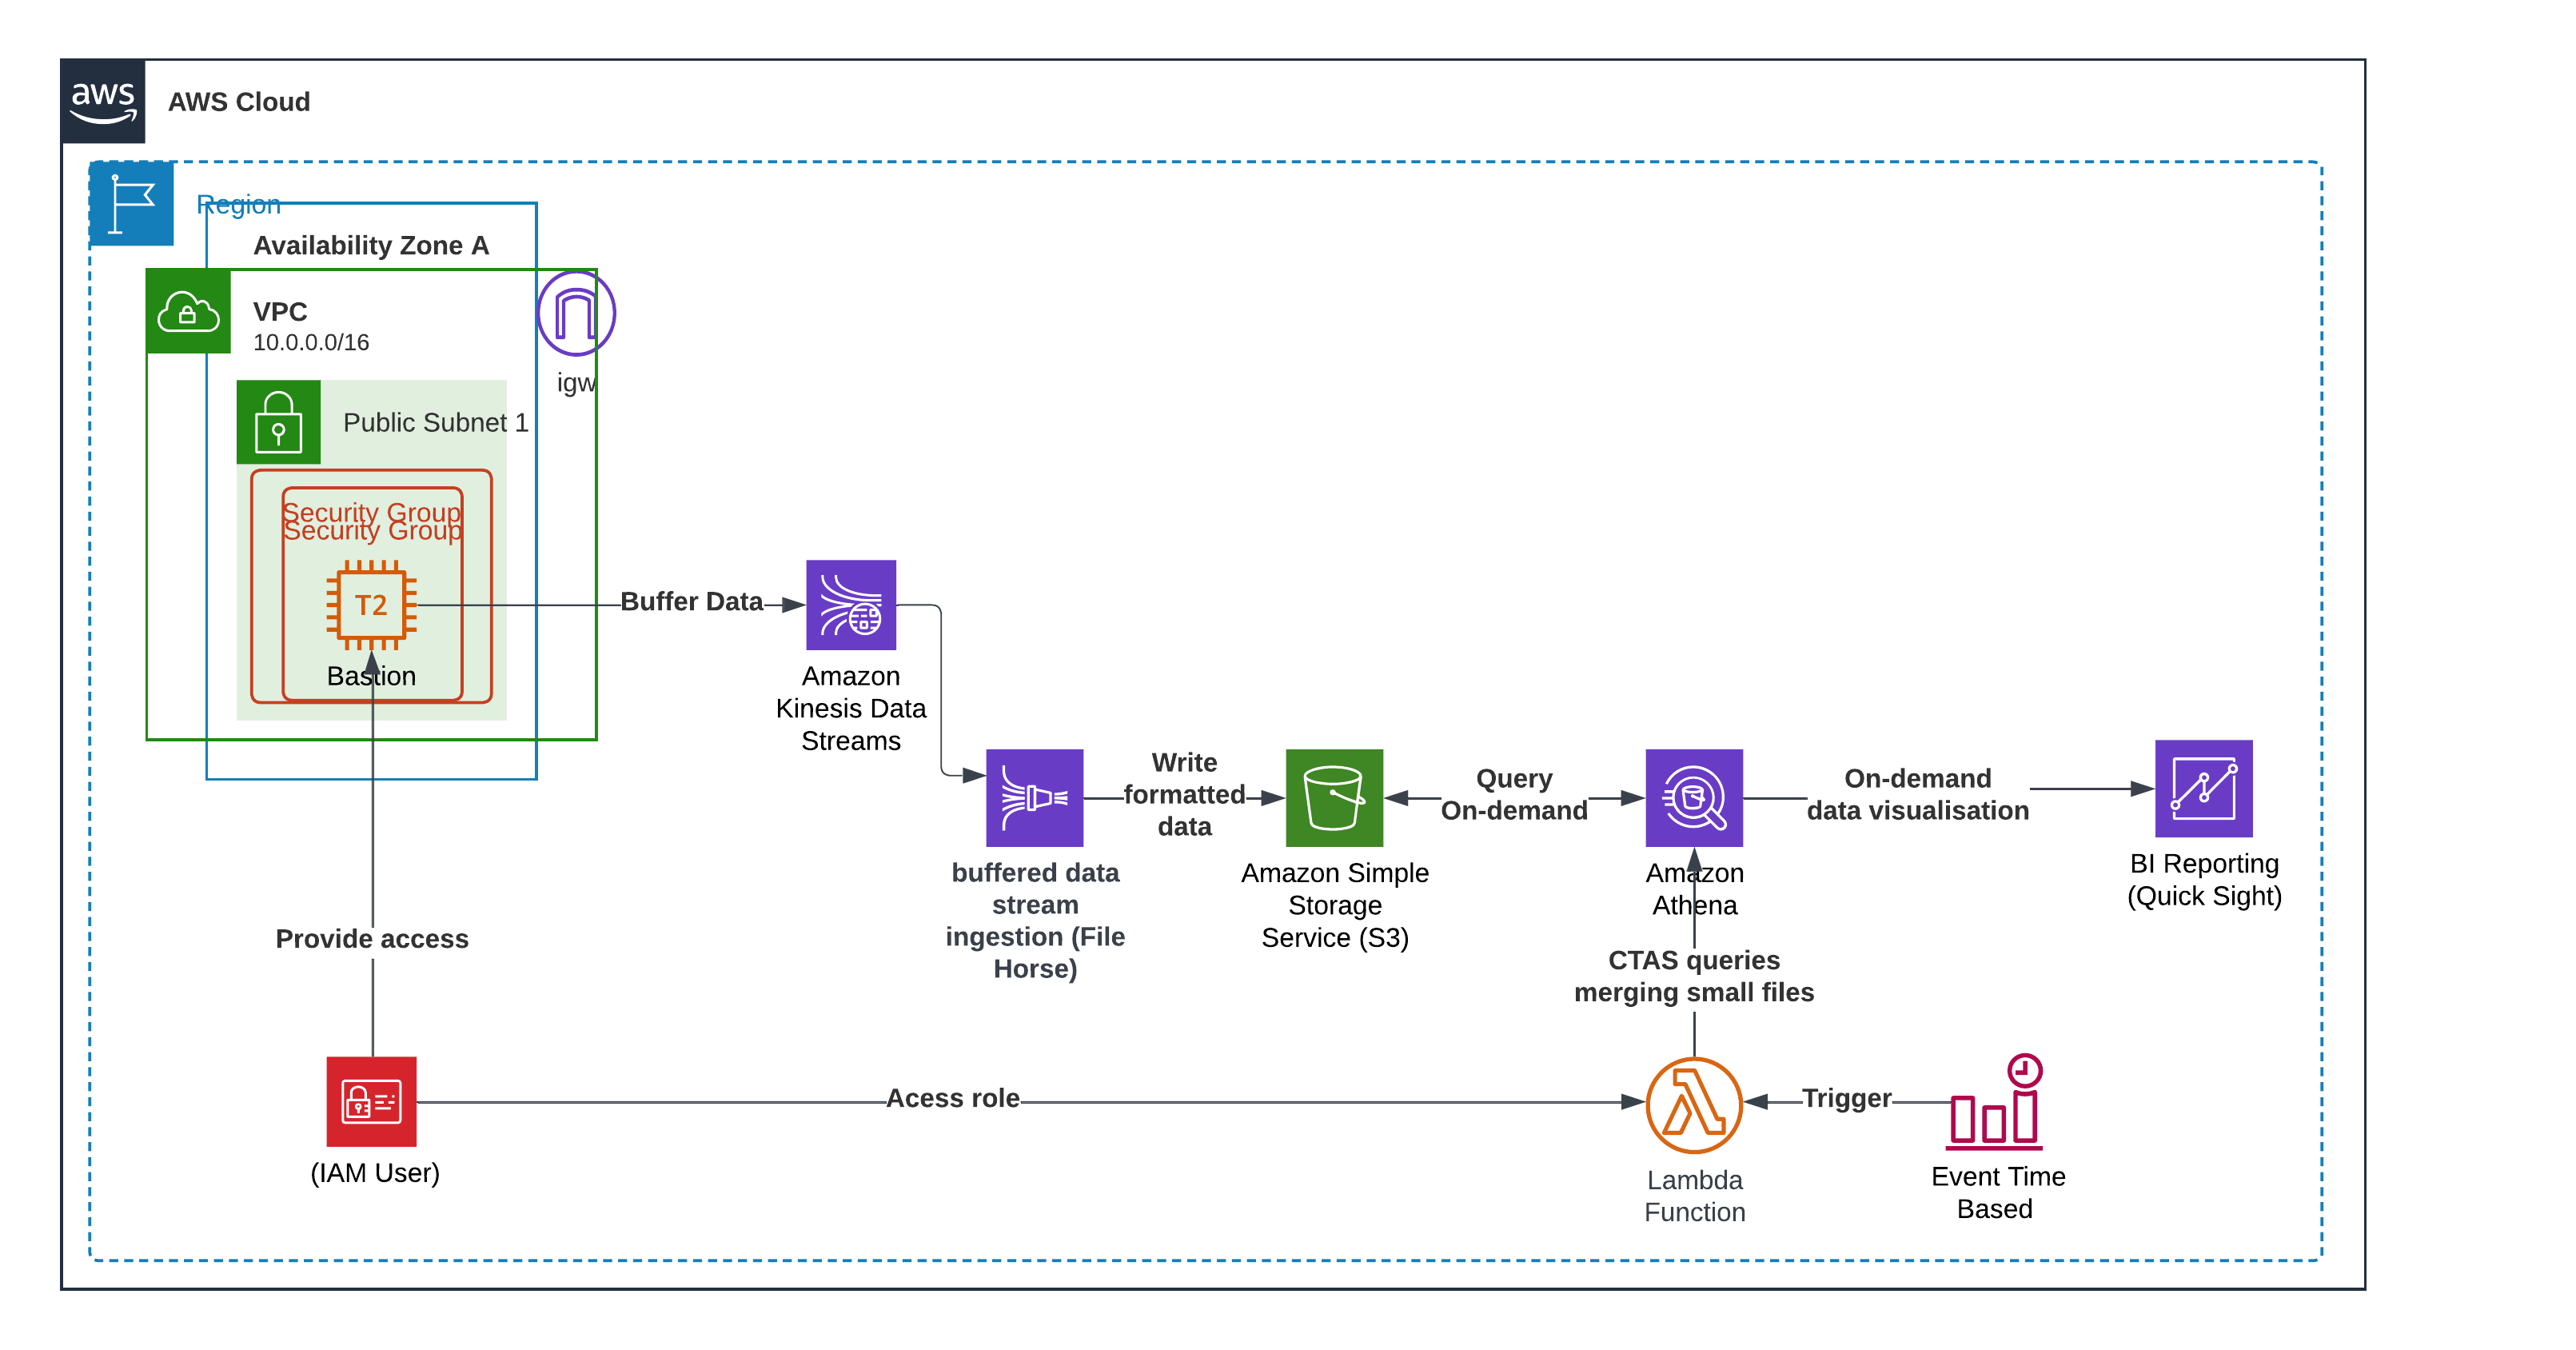 aws
AWS Cloud
Region
Availability Zone A
VPC
10.0.0.0/16
igw
Public Subnet 1
Security Group
Security Group
T2
Bastion
Buffer Data
Amazon
Kinesis Data
Streams
buffered data
stream
ingestion (File
Horse)
Write
formatted
data
Amazon Simple
Storage
Service (S3)
Query
On-demand
Amazon
Athena
On-demand
data visualisation
BI Reporting
(Quick Sight)
CTAS queries
merging small files
Provide access
(IAM User)
Acess role
Lambda
Function
Trigger
Event Time
Based